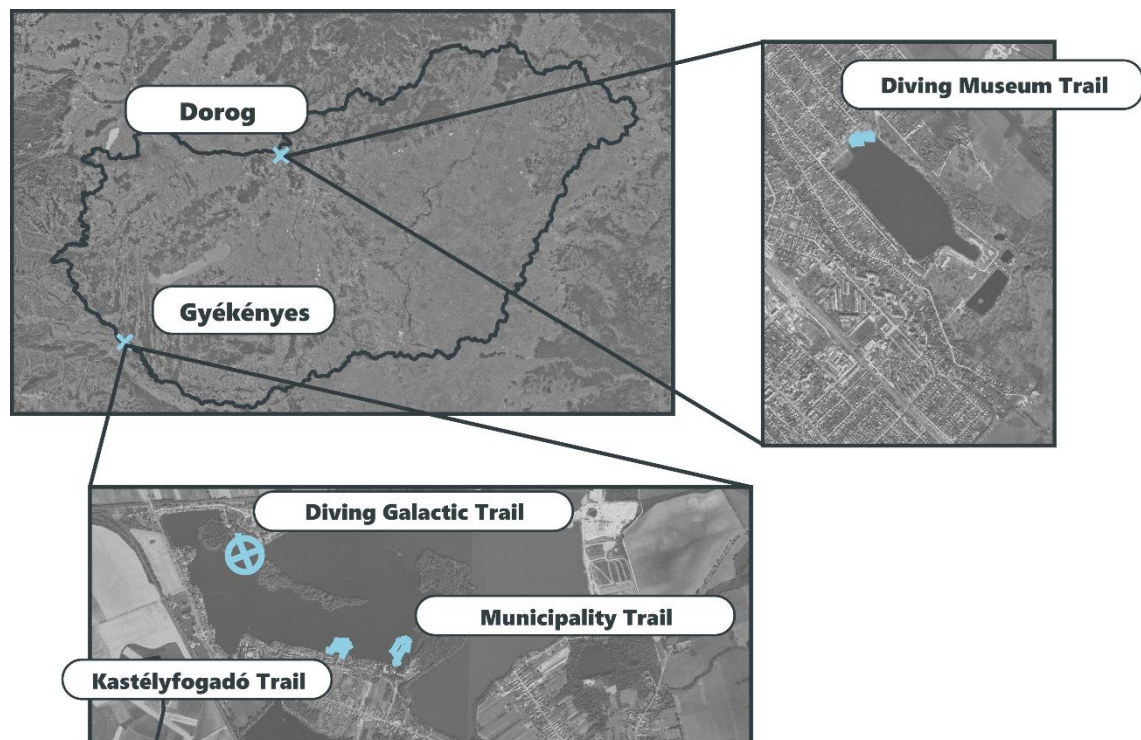 Dorog
Diving Museum Trail
Gyékényes
Diving Galactic Trail
Municipality Trail
Kastélyfogadó Trail